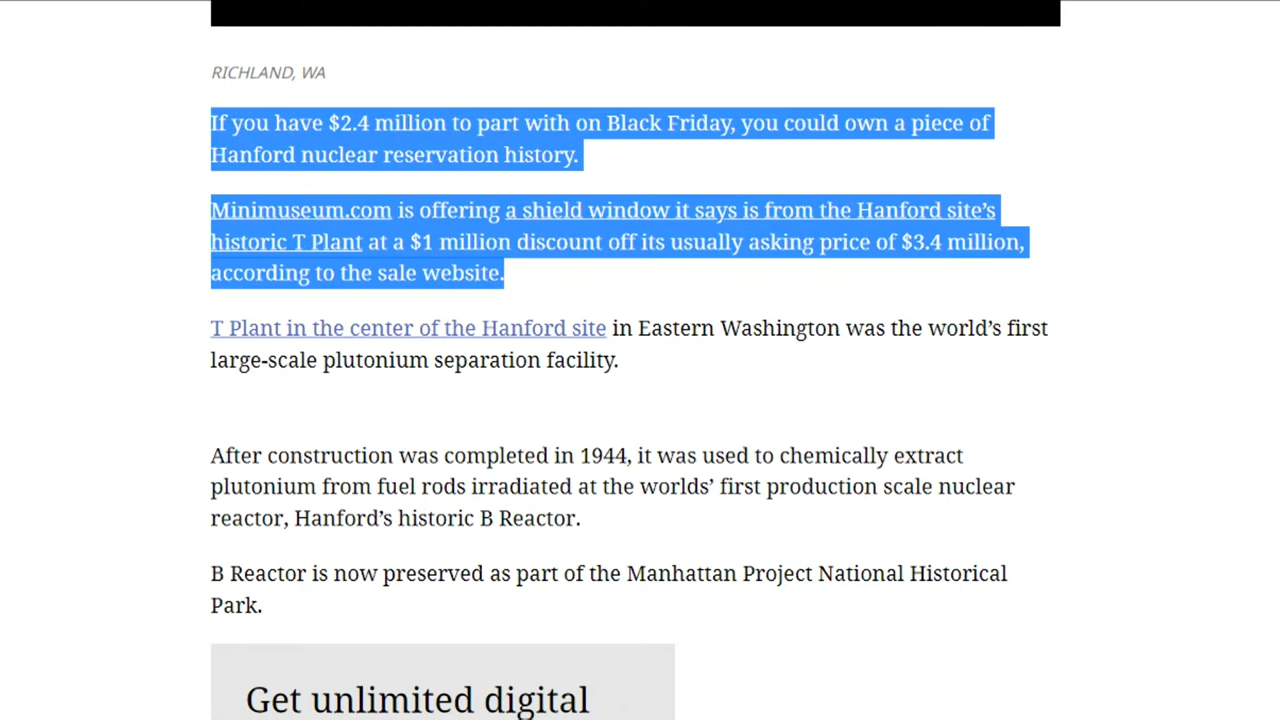 RICHLAND, WA
If you have $2.4 million to part with on Black Friday, you could own a piece of
Hanford nuclear reservation history.
Minimuseum.com is offering a shield window it says is from the Hanford site’s
historic T Plant at a $1 million discount off its usually asking price of $3.4 million,
according to the sale website.
T Plant in the center of the Hanford site in Eastern Washington was the world’s first
large-scale plutonium separation facility.
After construction was completed in 1944, it was used to chemically extract
plutonium from fuel rods irradiated at the worlds’ first production scale nuclear
reactor, Hanford’s historic B Reactor.
B Reactor is now preserved as part of the Manhattan Project National Historical
Park.
Get unlimited digital